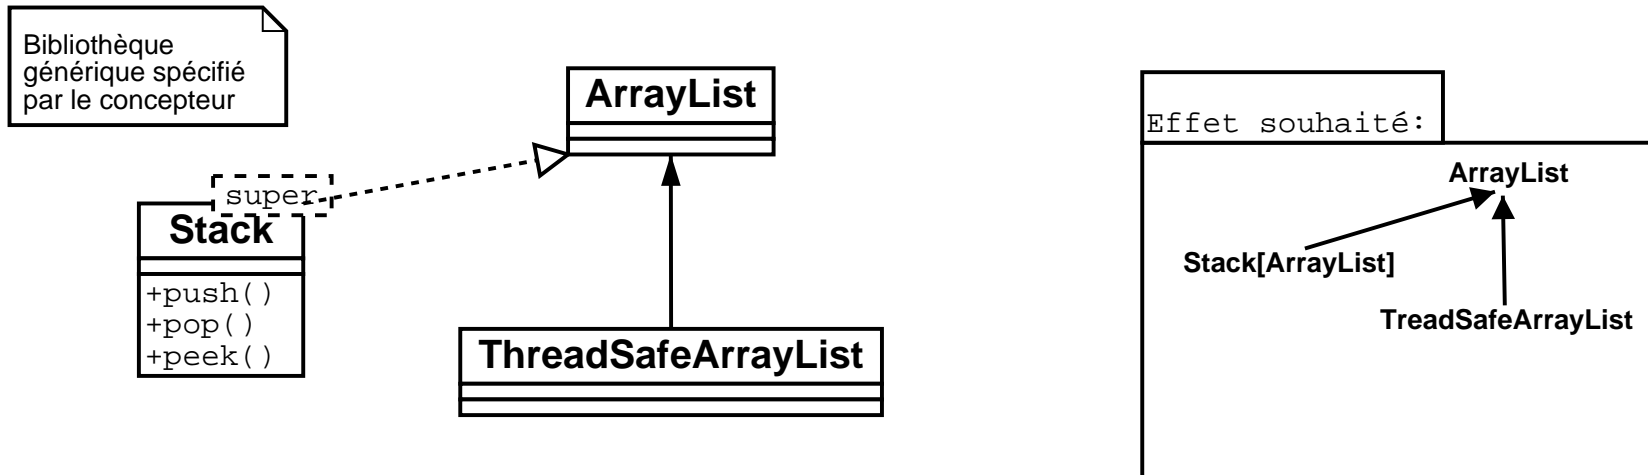 Bibliothèque
générique spécifié
par le concepteur
ArrayList
super
Stack
+push()
+pop()
+peek()
ThreadSafeArrayList
Effet souhaité:
ArrayList
Stack[ArrayList]
TreadSafeArrayList